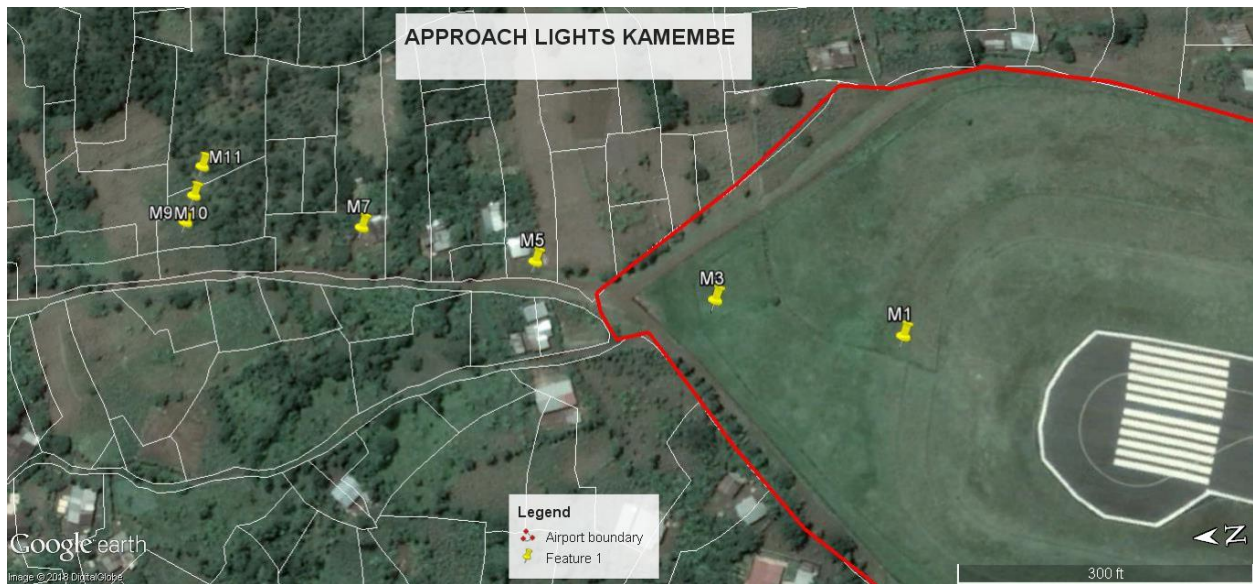 APPROACH LIGHTS KAMEMBE
M11
M9M10
M7
M5
M3
M1
Legend
Airport boundary
Feature 1
Google earth
Image © 2018 DigitalGlobe
N
300 ft